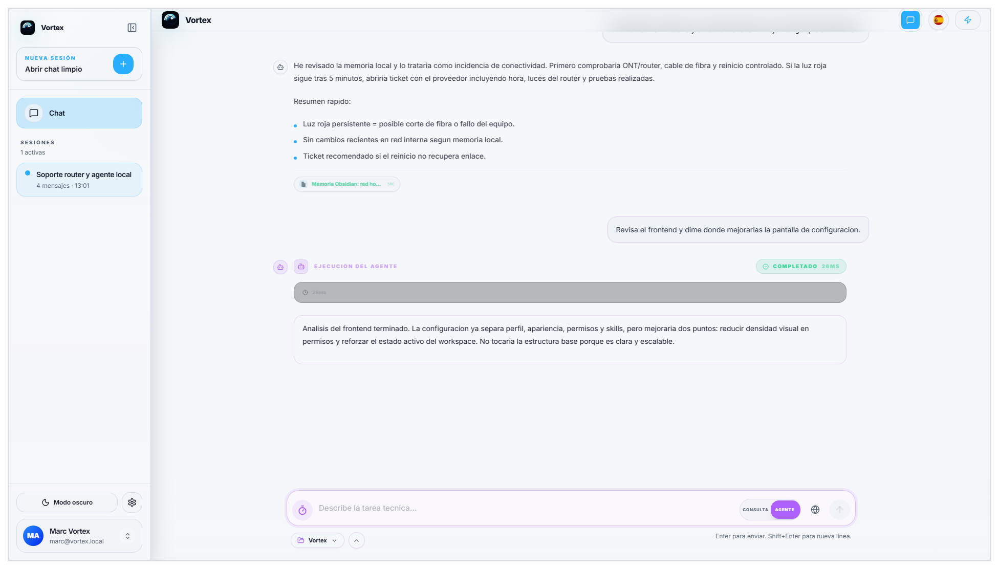 Vortex
NUEVA SESIÓN
Abrir chat limpio
Chat
SESIONES
1 activas
Soporte router y agente local
4 mensajes · 13:01
Modo oscuro
MA
Marc Vortex
marc@vortex.local
Vortex
He revisado la memoria local y lo trataria como incidencia de conectividad. Primero comprobaria ONT/router, cable de fibra y reinicio controlado. Si la luz roja
sigue tras 5 minutos, abriria ticket con el proveedor incluyendo hora, luces del router y pruebas realizadas.
Resumen rapido:
Luz roja persistente = posible corte de fibra o fallo del equipo.
Sin cambios recientes en red interna segun memoria local.
Ticket recomendado si el reinicio no recupera enlace.
Memoria Obsidian: red ho... SRC
Revisa el frontend y dime donde mejorarias la pantalla de configuracion.
EJECUCION DEL AGENTE
COMPLETADO 26MS
26ms
Analisis del frontend terminado. La configuracion ya separa perfil, apariencia, permisos y skills, pero mejoraria dos puntos: reducir densidad visual en
permisos y reforzar el estado activo del workspace. No tocaria la estructura base porque es clara y escalable.
Describe la tarea tecnica...
CONSULTA AGENTE
Vortex
Enter para enviar. Shift+Enter para nueva línea.